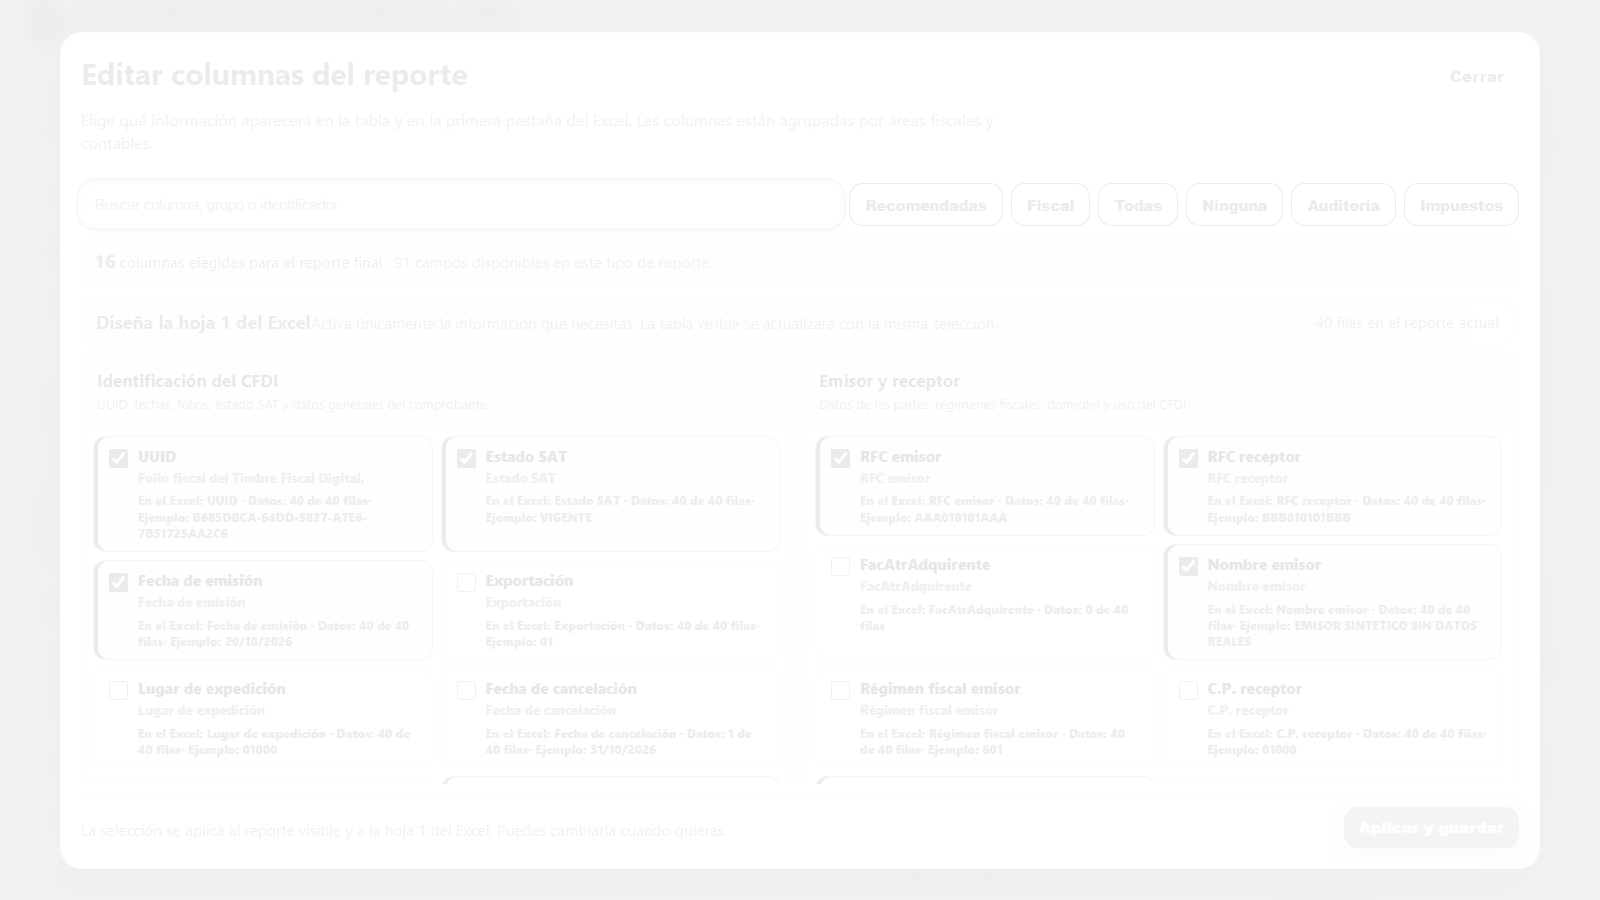 Editar columnas del reporte
Cerrar
Elige qué información aparecerá en la tabla y en la primera pestaña del Excel. Las columnas están agrupadas por áreas fiscales y
contables.
Buscar columna, grupo o identificador
Recomendadas
Fiscal
Todas
Ninguna
Auditoría
Impuestos
16 columnas elegidas para el reporte final · 91 campos disponibles en este tipo de reporte.
Diseña la hoja 1 del Excel Activa únicamente la información que necesitas. La tabla visible se actualizará con la misma selección.
40 filas en el reporte actual
Identificación del CFDI
UUID, fechas, folios, estado SAT y datos generales del comprobante.
UUID
Folio fiscal del Timbre Fiscal Digital.
En el Excel: UUID · Datos: 40 de 40 filas·
Ejemplo: B685DBCA-64DD-5827-A7E6-
7B51725AA2C6
Estado SAT
Estado SAT
En el Excel: Estado SAT · Datos: 40 de 40 filas·
Ejemplo: VIGENTE
Fecha de emisión
Fecha de emisión
En el Excel: Fecha de emisión · Datos: 40 de 40
filas· Ejemplo: 20/10/2026
Exportación
Exportación
En el Excel: Exportación · Datos: 40 de 40 filas·
Ejemplo: 01
Lugar de expedición
Lugar de expedición
En el Excel: Lugar de expedición · Datos: 40 de
40 filas· Ejemplo: 01000
Fecha de cancelación
Fecha de cancelación
En el Excel: Fecha de cancelación · Datos: 1 de
40 filas· Ejemplo: 31/10/2026
Emisor y receptor
Datos de las partes, regímenes fiscales, domicilio y uso del CFDI.
RFC emisor
RFC emisor
En el Excel: RFC emisor · Datos: 40 de 40 filas·
Ejemplo: AAA010101AAA
RFC receptor
RFC receptor
En el Excel: RFC receptor · Datos: 40 de 40 filas·
Ejemplo: BBB010101BBB
FacAtrAdquirente
FacAtrAdquirente
En el Excel: FacAtrAdquirente · Datos: 0 de 40
filas
Nombre emisor
Nombre emisor
En el Excel: Nombre emisor · Datos: 40 de 40
filas· Ejemplo: EMISOR SINTETICO SIN DATOS
REALES
Régimen fiscal emisor
Régimen fiscal emisor
En el Excel: Régimen fiscal emisor · Datos: 40
de 40 filas· Ejemplo: 601
C.P. receptor
C.P. receptor
En el Excel: C.P. receptor · Datos: 40 de 40 filas·
Ejemplo: 01000
La selección se aplica al reporte visible y a la hoja 1 del Excel. Puedes cambiarla cuando quieras.
Aplicar y guardar